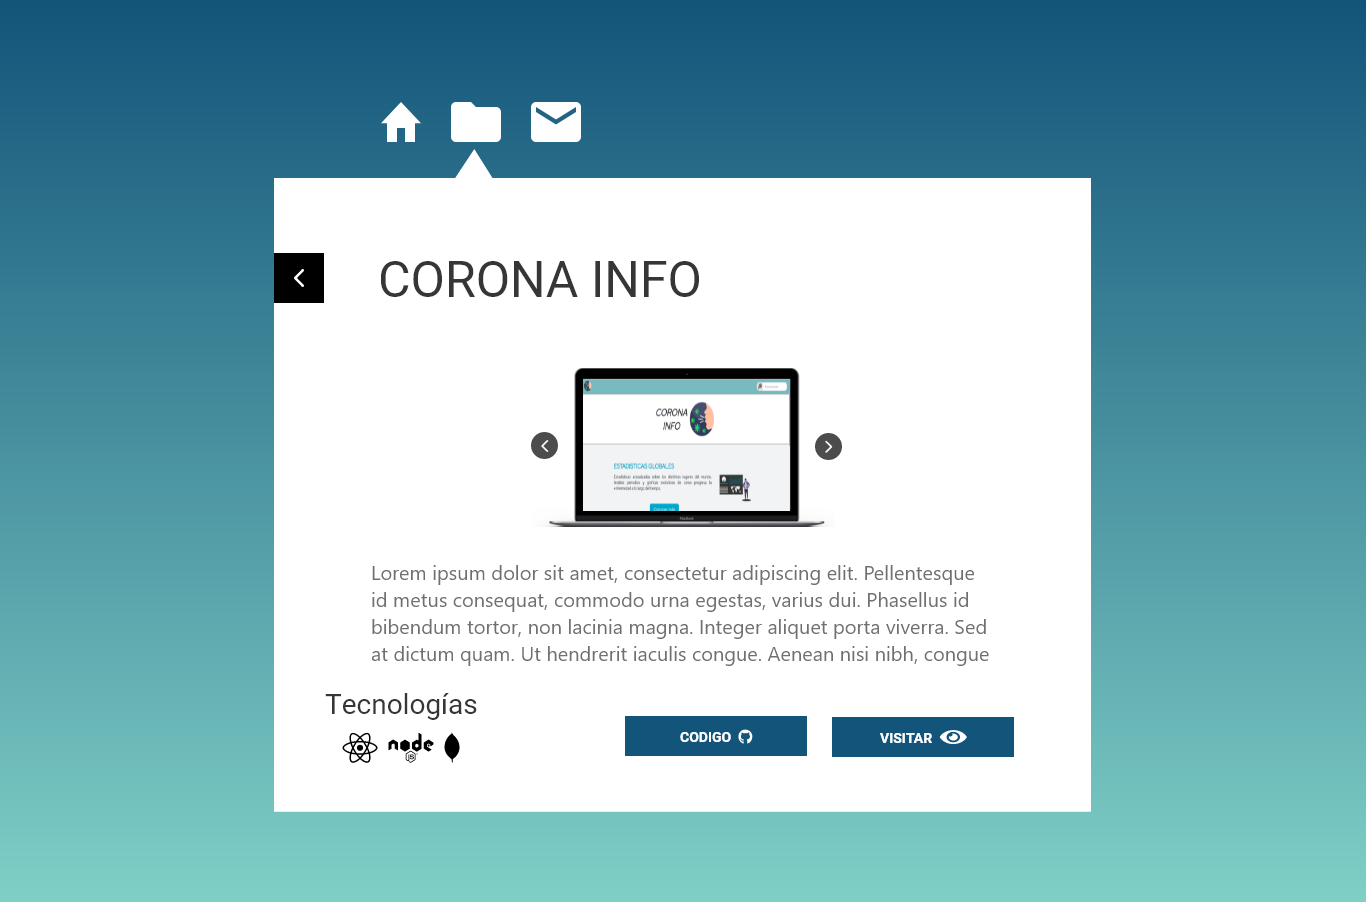 CORONA INFO
CORONA
INFO
ESTADISTICAS GLOBALES
Lorem ipsum dolor sit amet, consectetur adipiscing elit. Pellentesque
id metus consequat, commodo urna egestas, varius dui. Phasellus id
bibendum tortor, non lacinia magna. Integer aliquet porta viverra. Sed
at dictum quam. Ut hendrerit iaculis congue. Aenean nisi nibh, congue
Tecnologías
node
JS
CODIGO
VISITAR